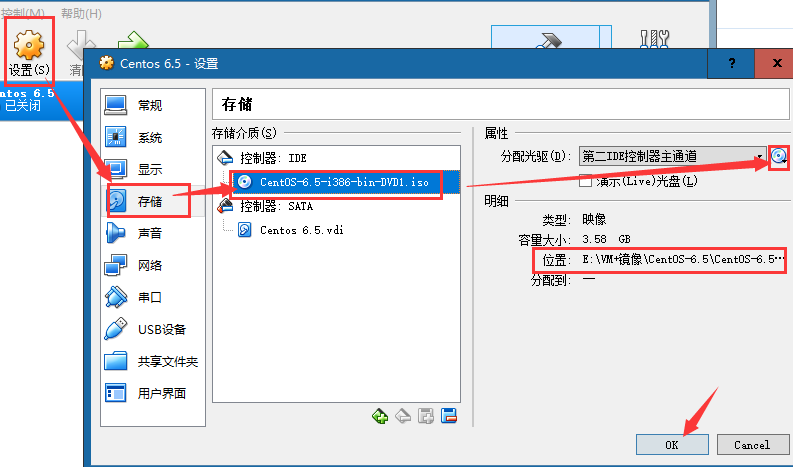 控制(M) 帮助(H)
设置(S) 清
ntos 6.5
已关闭
Centos 6.5 - 设置
? x
常规
系统
显示
存储
声音
网络
串口
USB设备
共享文件夹
用户界面
存储
存储介质(S)
控制器: IDE
CentOS-6.5-i386-bin-DVD1.iso
控制器: SATA
Centos 6.5.vdi
属性
分配光驱(D): 第二IDE控制器主通道
演示(Live)光盘(L)
明细
类型: 映像
容量大小: 3.58 GB
位置: E:\VM+镜像\CentOS-6.5\CentOS-6.5…
分配到: —
OK Cancel